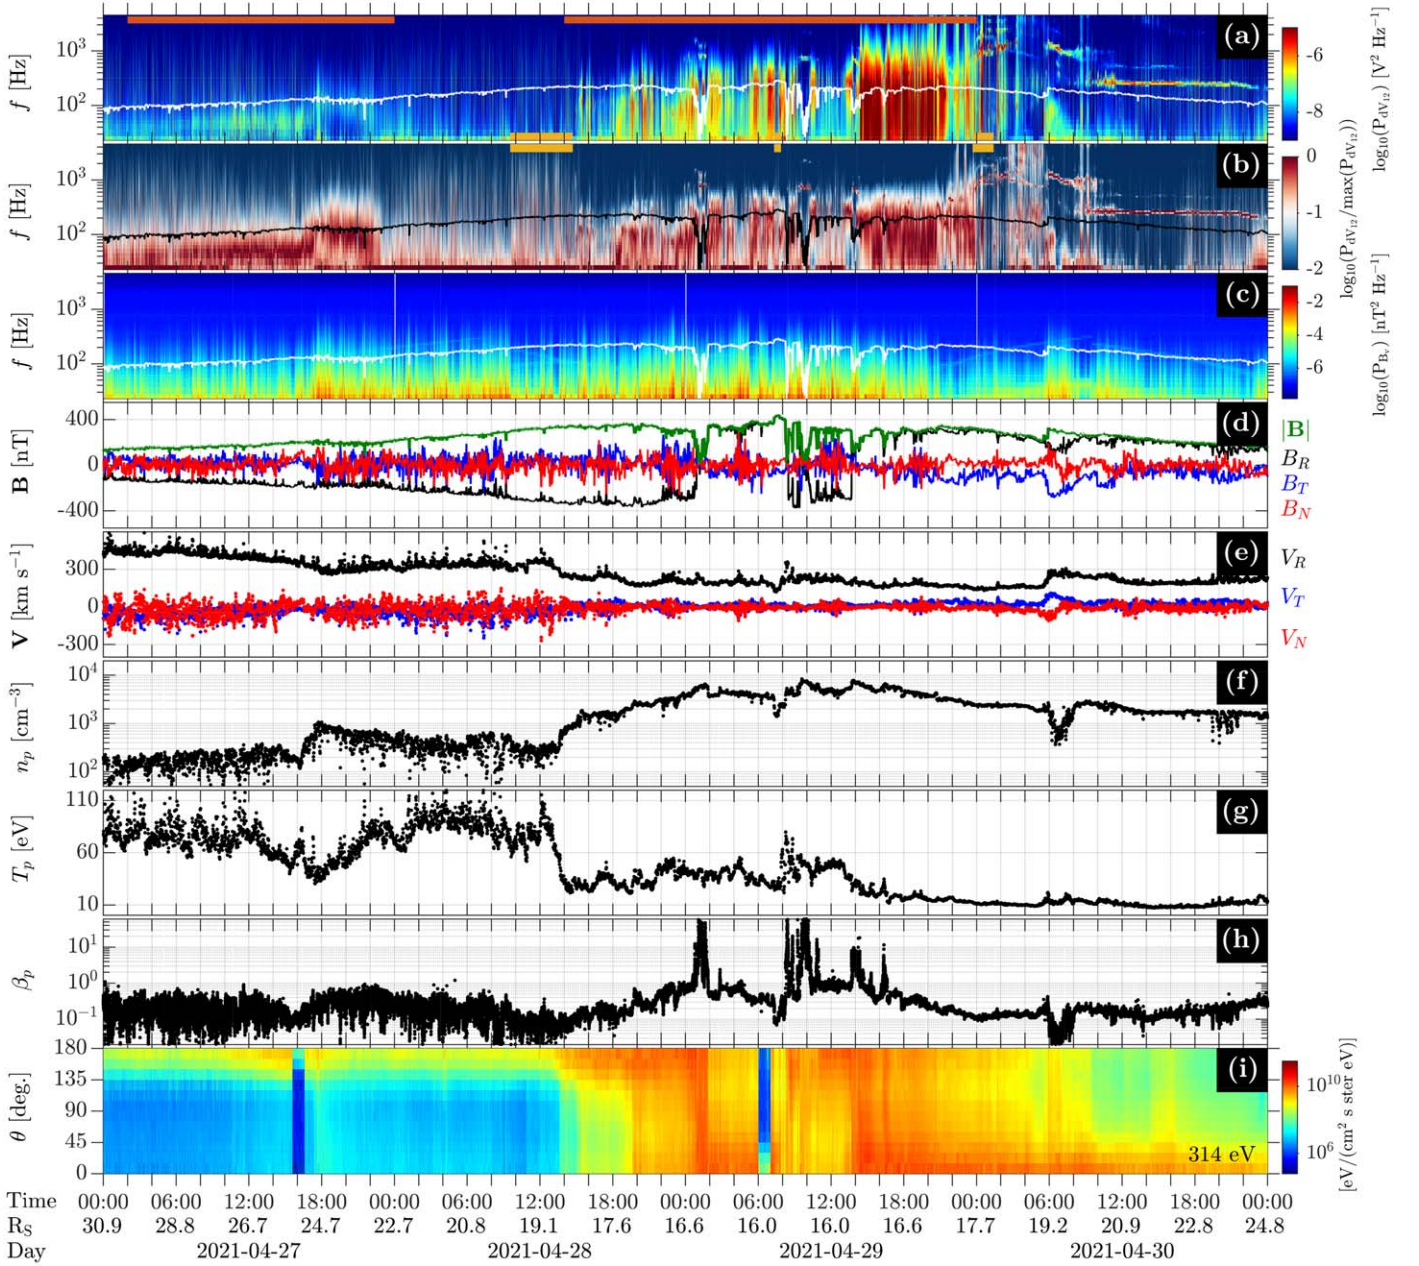 (a)
f [Hz]
10³
10²
-6
-8
log₁₀(P_dV₁₂) [V² Hz⁻¹]
(b)
f [Hz]
10³
10²
0
-1
-2
log₁₀(P_dV₁₂/max(P_dV₁₂))
(c)
f [Hz]
10³
10²
-2
-4
-6
(d)
B [nT]
400
0
-400
|B|
B_R
B_T
B_N
(e)
V [km s⁻¹]
300
0
-300
V_R
V_T
V_N
(f)
n_p [cm⁻³]
10⁴
10³
10²
(g)
T_p [eV]
110
60
10
(h)
β_p
10¹
10⁰
10⁻¹
(i)
θ [deg.]
180
135
90
45
0
314 eV
10¹⁰
10⁶
[eV/(cm² s ster eV)]
Time 00:00 06:00 12:00 18:00 00:00 06:00 12:00 18:00 00:00 06:00 12:00 18:00 00:00 06:00 12:00 18:00 00:00
R_S 30.9 28.8 26.7 24.7 22.7 20.8 19.1 17.6 16.6 16.0 16.0 16.6 17.7 19.2 20.9 22.8 24.8
Day 2021-04-27 2021-04-28 2021-04-29 2021-04-30